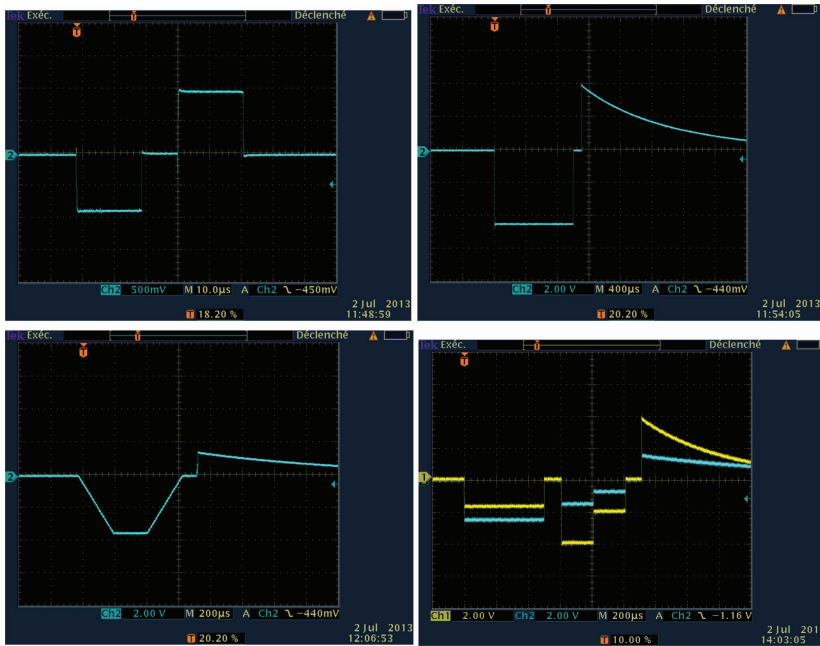 Tek Exéc. Déclenché
T
2
Ch2 500mV M 10.0µs A Ch2 -450mV
T 18.20 %
2 Jul 2013
11:48:59
Tek Exéc. Déclenché
T
2
Ch2 2.00 V M 400µs A Ch2 -440mV
T 20.20 %
2 Jul 2013
11:54:05
Tek Exéc. Déclenché
T
2
Ch2 2.00 V M 200µs A Ch2 -440mV
T 20.20 %
2 Jul 2013
12:06:53
Tek Exéc. Déclenché
T
1
Ch1 2.00 V Ch2 2.00 V M 200µs A Ch2 -1.16 V
T 10.00 %
2 Jul 201
14:03:05